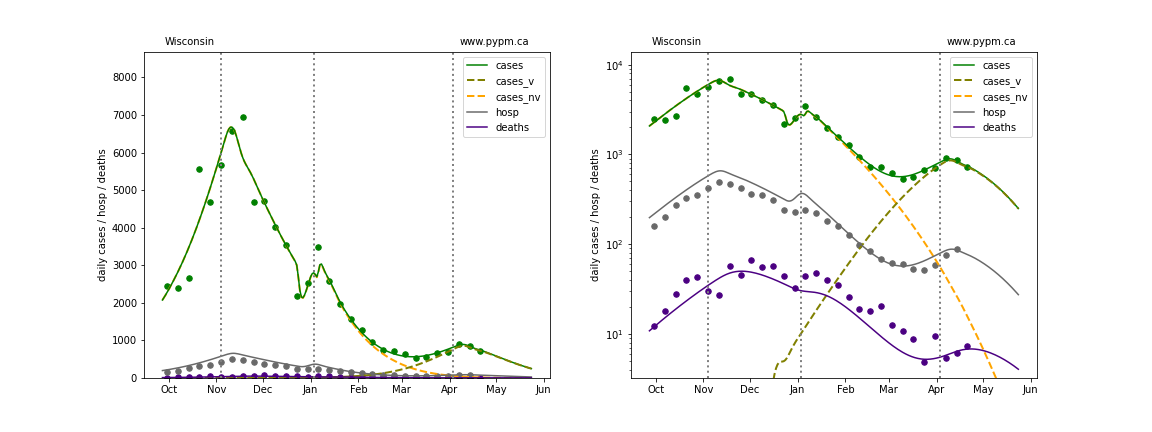 Wisconsin www.pypm.ca
daily cases / hosp / deaths
8000
7000
6000
5000
4000
3000
2000
1000
0
cases
cases_v
cases_nv
hosp
deaths
Oct Nov Dec Jan Feb Mar Apr May Jun
Wisconsin www.pypm.ca
daily cases / hosp / deaths
10⁴
10³
10²
10¹
cases
cases_v
cases_nv
hosp
deaths
Oct Nov Dec Jan Feb Mar Apr May Jun